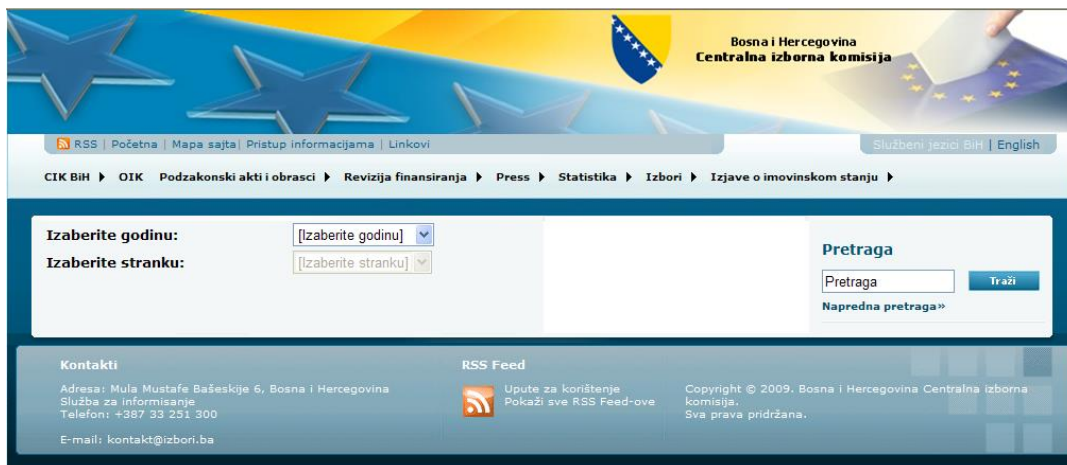 Bosna i Hercegovina
Centralna izborna komisija
RSS | Početna | Mapa sajta| Pristup informacijama | Linkovi
Službeni jezici BiH | English
CIK BiH OIK Podzakonski akti i obrasci Revizija finansiranja Press Statistika Izbori Izjave o imovinskom stanju
Izaberite godinu: [Izaberite godinu]
Izaberite stranku: [Izaberite stranku]
Pretraga
Pretraga Traži
Napredna pretraga»
Kontakti
Adresa: Mula Mustafe Bašeskije 6, Bosna i Hercegovina
Služba za informisanje
Telefon: +387 33 251 300
E-mail: kontakt@izbori.ba
RSS Feed
Upute za korištenje
Pokaži sve RSS Feed-ove
Copyright © 2009. Bosna i Hercegovina Centralna izborna
komisija.
Sva prava pridržana.